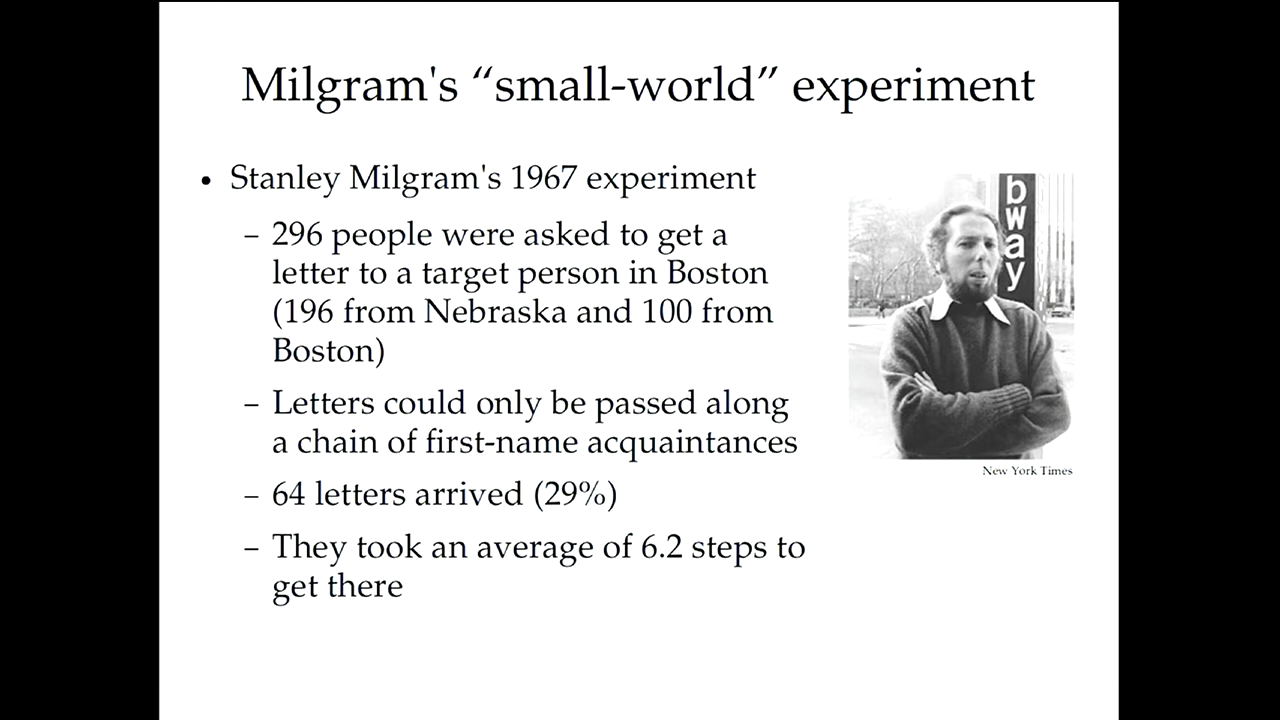 Milgram's “small-world” experiment
• Stanley Milgram's 1967 experiment
– 296 people were asked to get a
letter to a target person in Boston
(196 from Nebraska and 100 from
Boston)
– Letters could only be passed along
a chain of first-name acquaintances
– 64 letters arrived (29%)
– They took an average of 6.2 steps to
get there
bway
New York Times